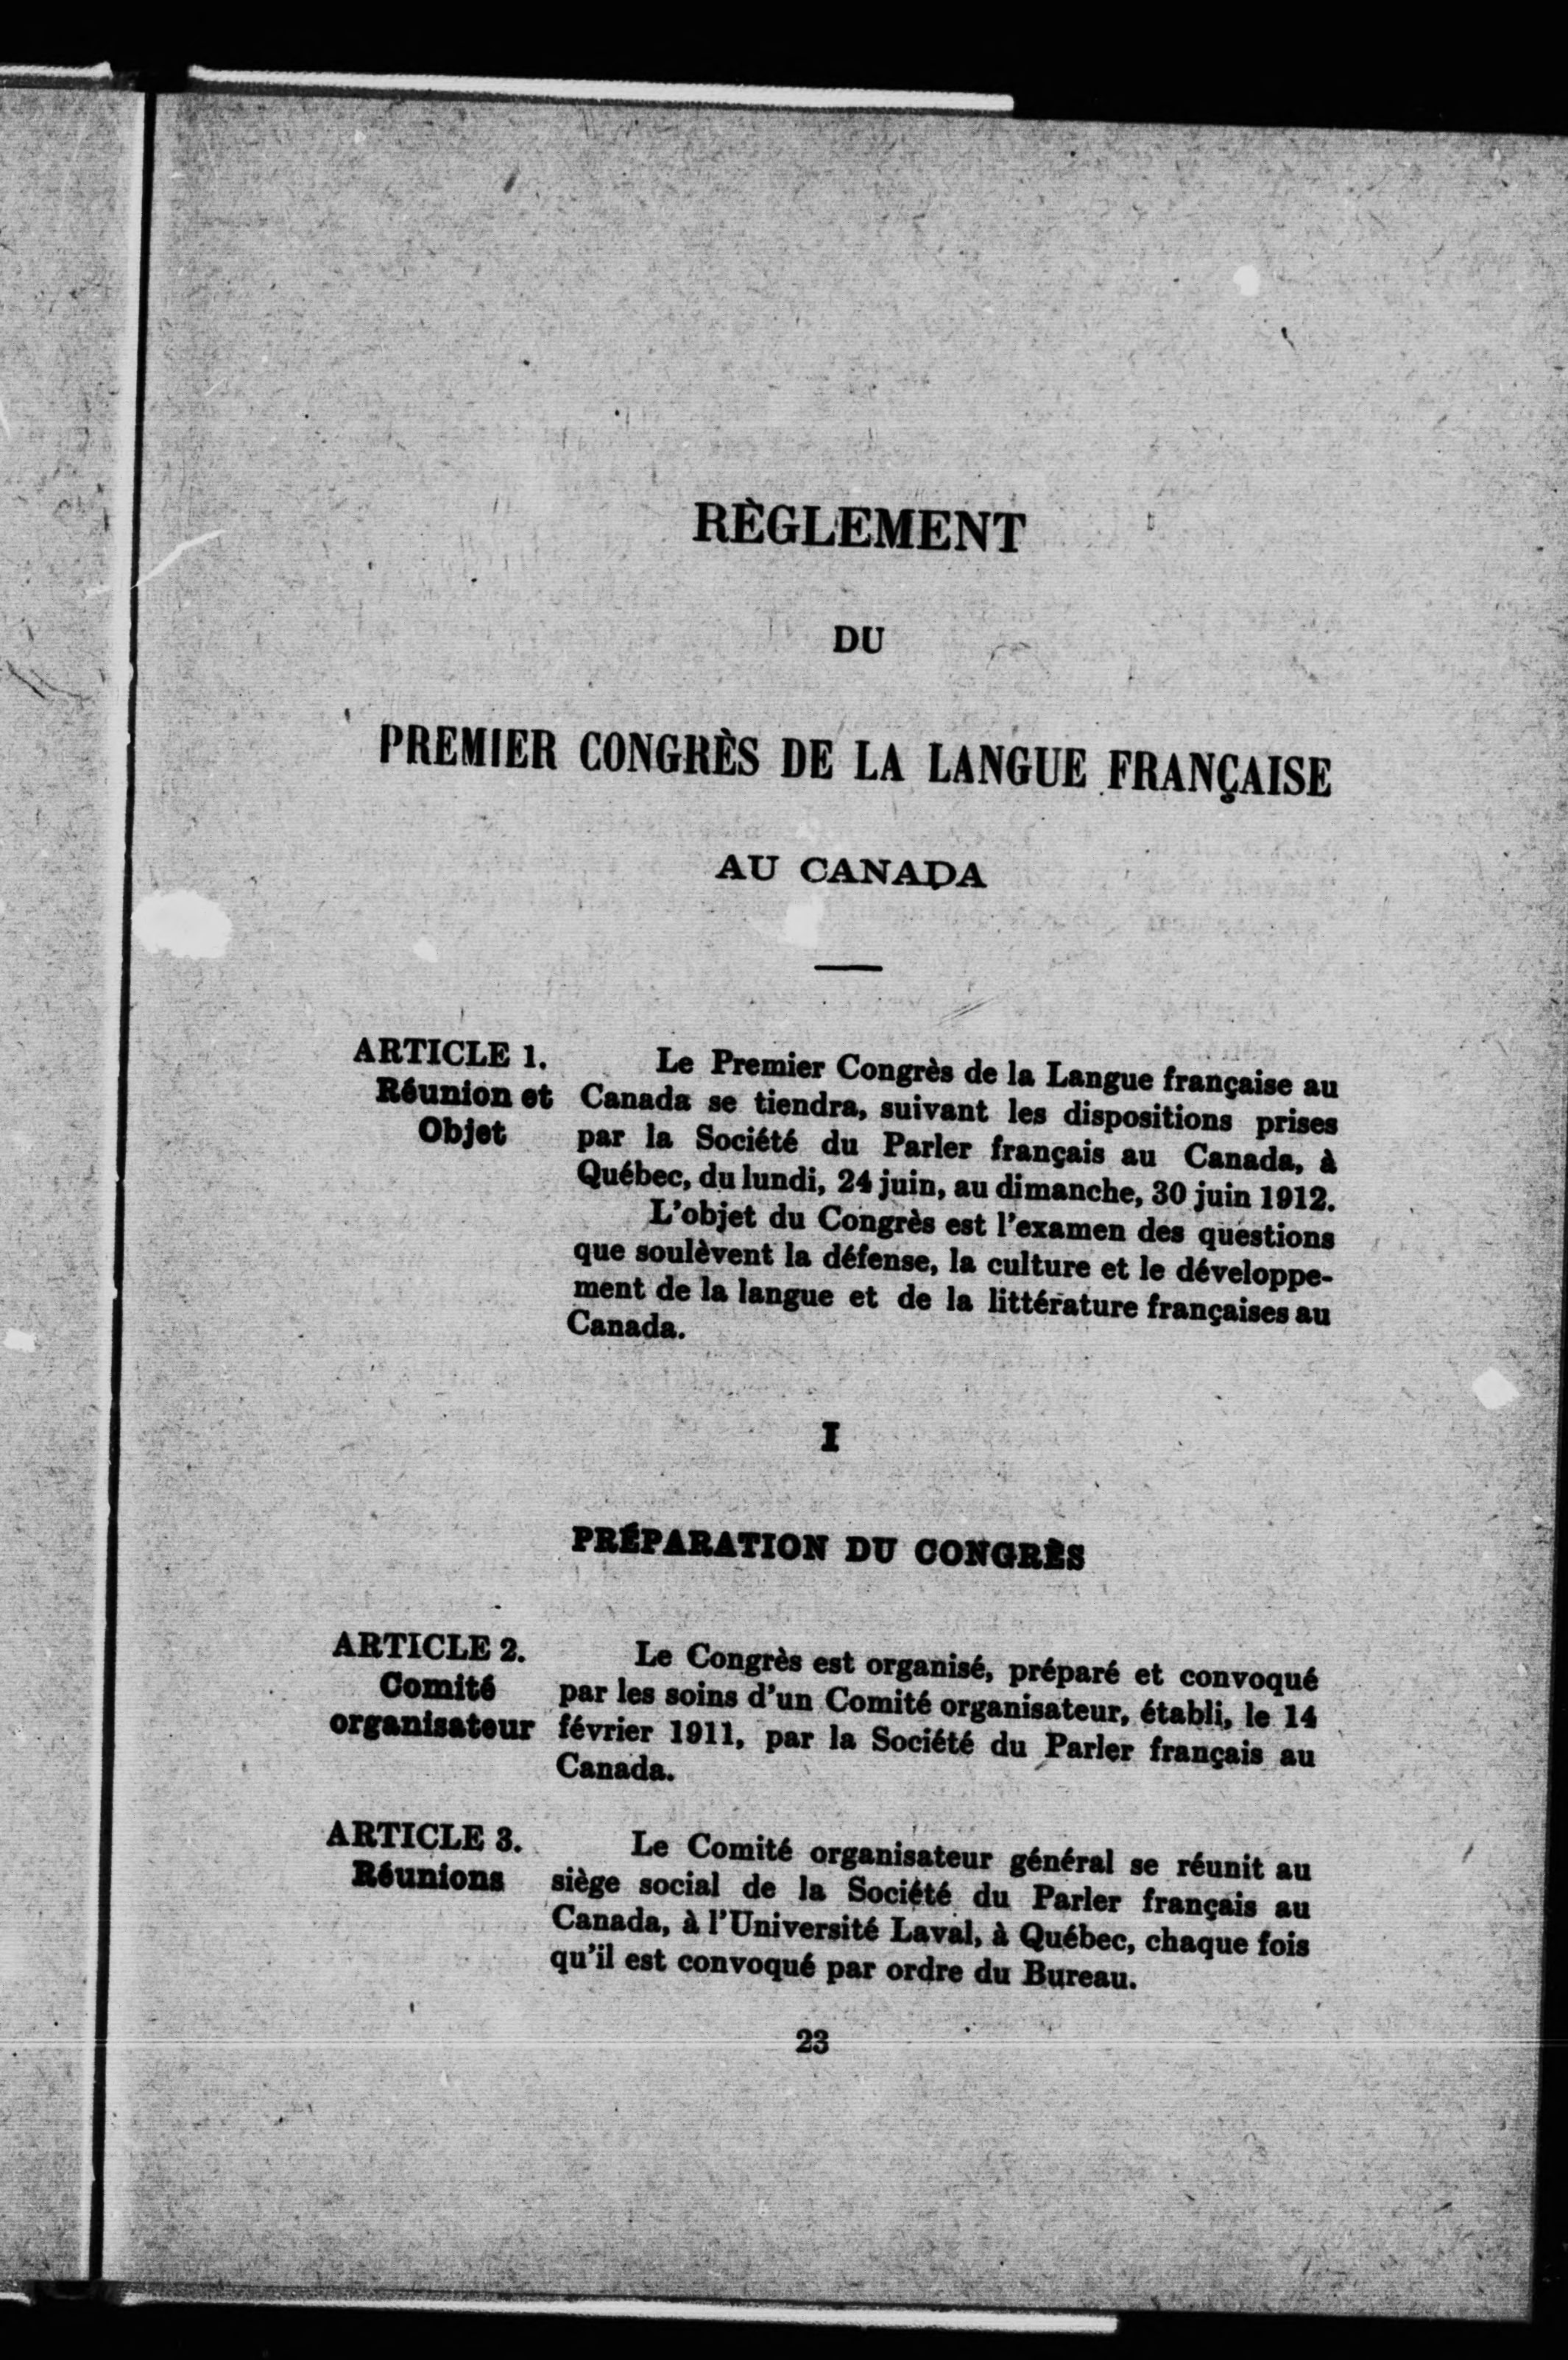 RÈGLEMENT
DU
PREMIER CONGRÈS DE LA LANGUE FRANÇAISE
AU CANADA
ARTICLE 1.
Réunion et
Objet
Le Premier Congrès de la Langue française au
Canada se tiendra, suivant les dispositions prises
par la Société du Parler français au Canada, à
Québec, du lundi, 24 juin, au dimanche, 30 juin 1912.
L'objet du Congrès est l'examen des questions
que soulèvent la défense, la culture et le développe-
ment de la langue et de la littérature françaises au
Canada.
I
PRÉPARATION DU CONGRÈS
ARTICLE 2.
Comité
organisateur
Le Congrès est organisé, préparé et convoqué
par les soins d'un Comité organisateur, établi, le 14
février 1911, par la Société du Parler français au
Canada.
ARTICLE 3.
Réunions
Le Comité organisateur général se réunit au
siège social de la Société du Parler français au
Canada, à l'Université Laval, à Québec, chaque fois
qu'il est convoqué par ordre du Bureau.
23